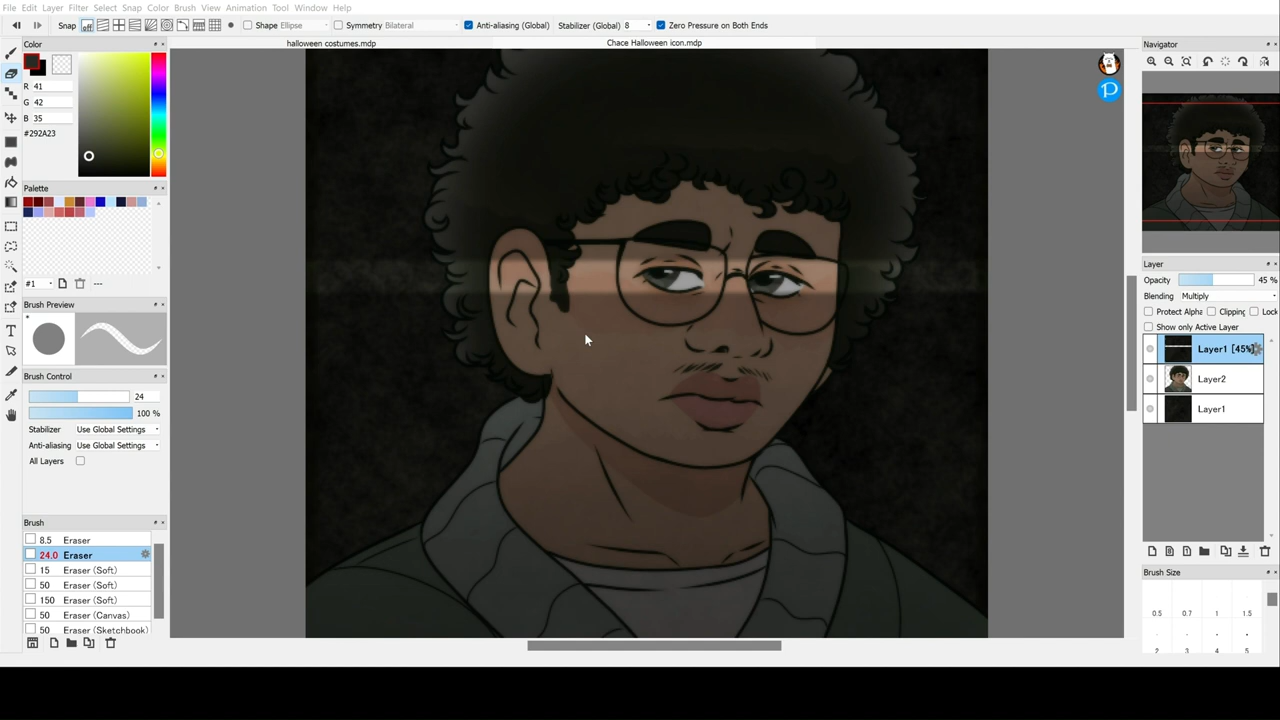 File Edit Layer Filter Select Snap Color Brush View Animation Tool Window Help
Snap off Shape Ellipse Symmetry Bilateral Anti-aliasing (Global) Stabilizer (Global) 8 Zero Pressure on Both Ends
halloween costumes.mdp Chace Halloween icon.mdp
Color
R 41
G 42
B 35
#292A23
Palette
#1
Brush Preview
Brush Control
24
100 %
Stabilizer Use Global Settings
Anti-aliasing Use Global Settings
All Layers
Brush
8.5 Eraser
24.0 Eraser
15 Eraser (Soft)
50 Eraser (Soft)
150 Eraser (Soft)
50 Eraser (Canvas)
50 Eraser (Sketchbook)
Navigator
Layer
Opacity 45 %
Blending Multiply
Protect Alpha Clipping Lock
Show only Active Layer
Layer1 [45%]
Layer2
Layer1
Brush Size
0.5 0.7 1 1.5
2 3 4 5